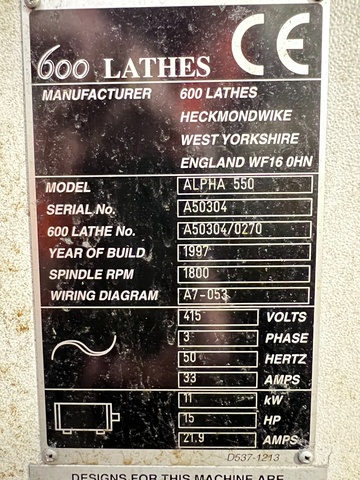 600 LATHES CE
MANUFACTURER 600 LATHES
HECKMONDWIKE
WEST YORKSHIRE
ENGLAND WF16 0HN
MODEL ALPHA 550
SERIAL No. A50304
600 LATHE No. A50304/0270
YEAR OF BUILD 1997
SPINDLE RPM 1800
WIRING DIAGRAM A7-053
415 VOLTS
3 PHASE
50 HERTZ
33 AMPS
11 kW
15 HP
21.9 AMPS
D537-1213
DESIGNS FOR THIS MACHINE ARE